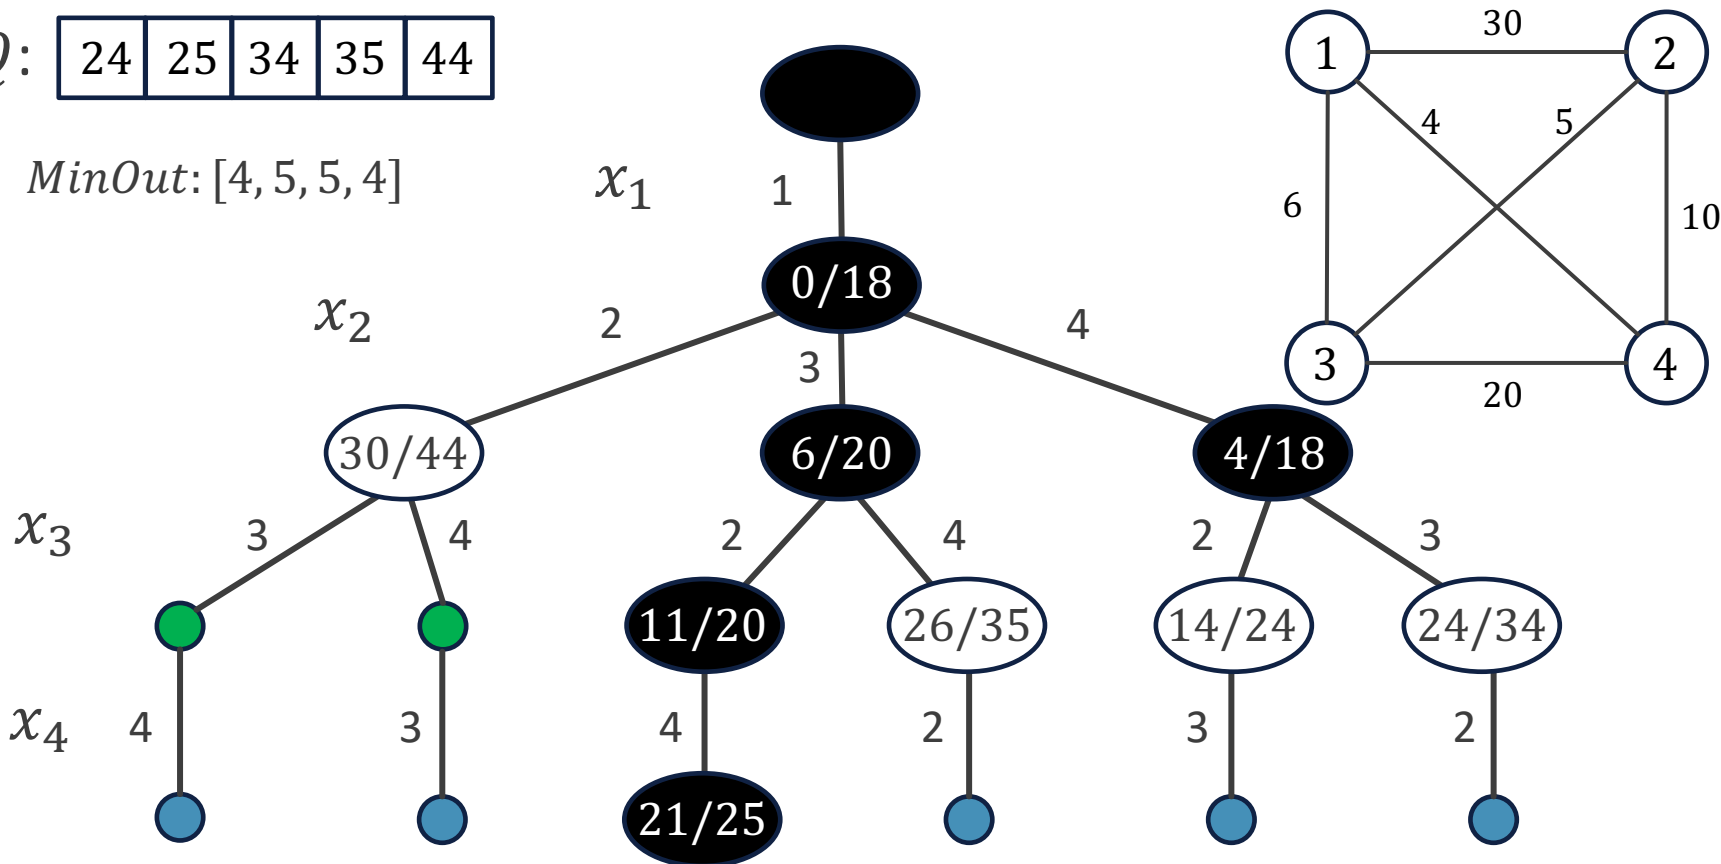 Q: 24 25 34 35 44
MinOut: [4, 5, 5, 4]
x₁ 1
0/18
x₂ 2 3 4
30/44 6/20 4/18
x₃ 3 4 2 4 2 3
11/20 26/35 14/24 24/34
x₄ 4 3 4 2 3 2
21/25
1 30 2
4 5
6 10
3 20 4